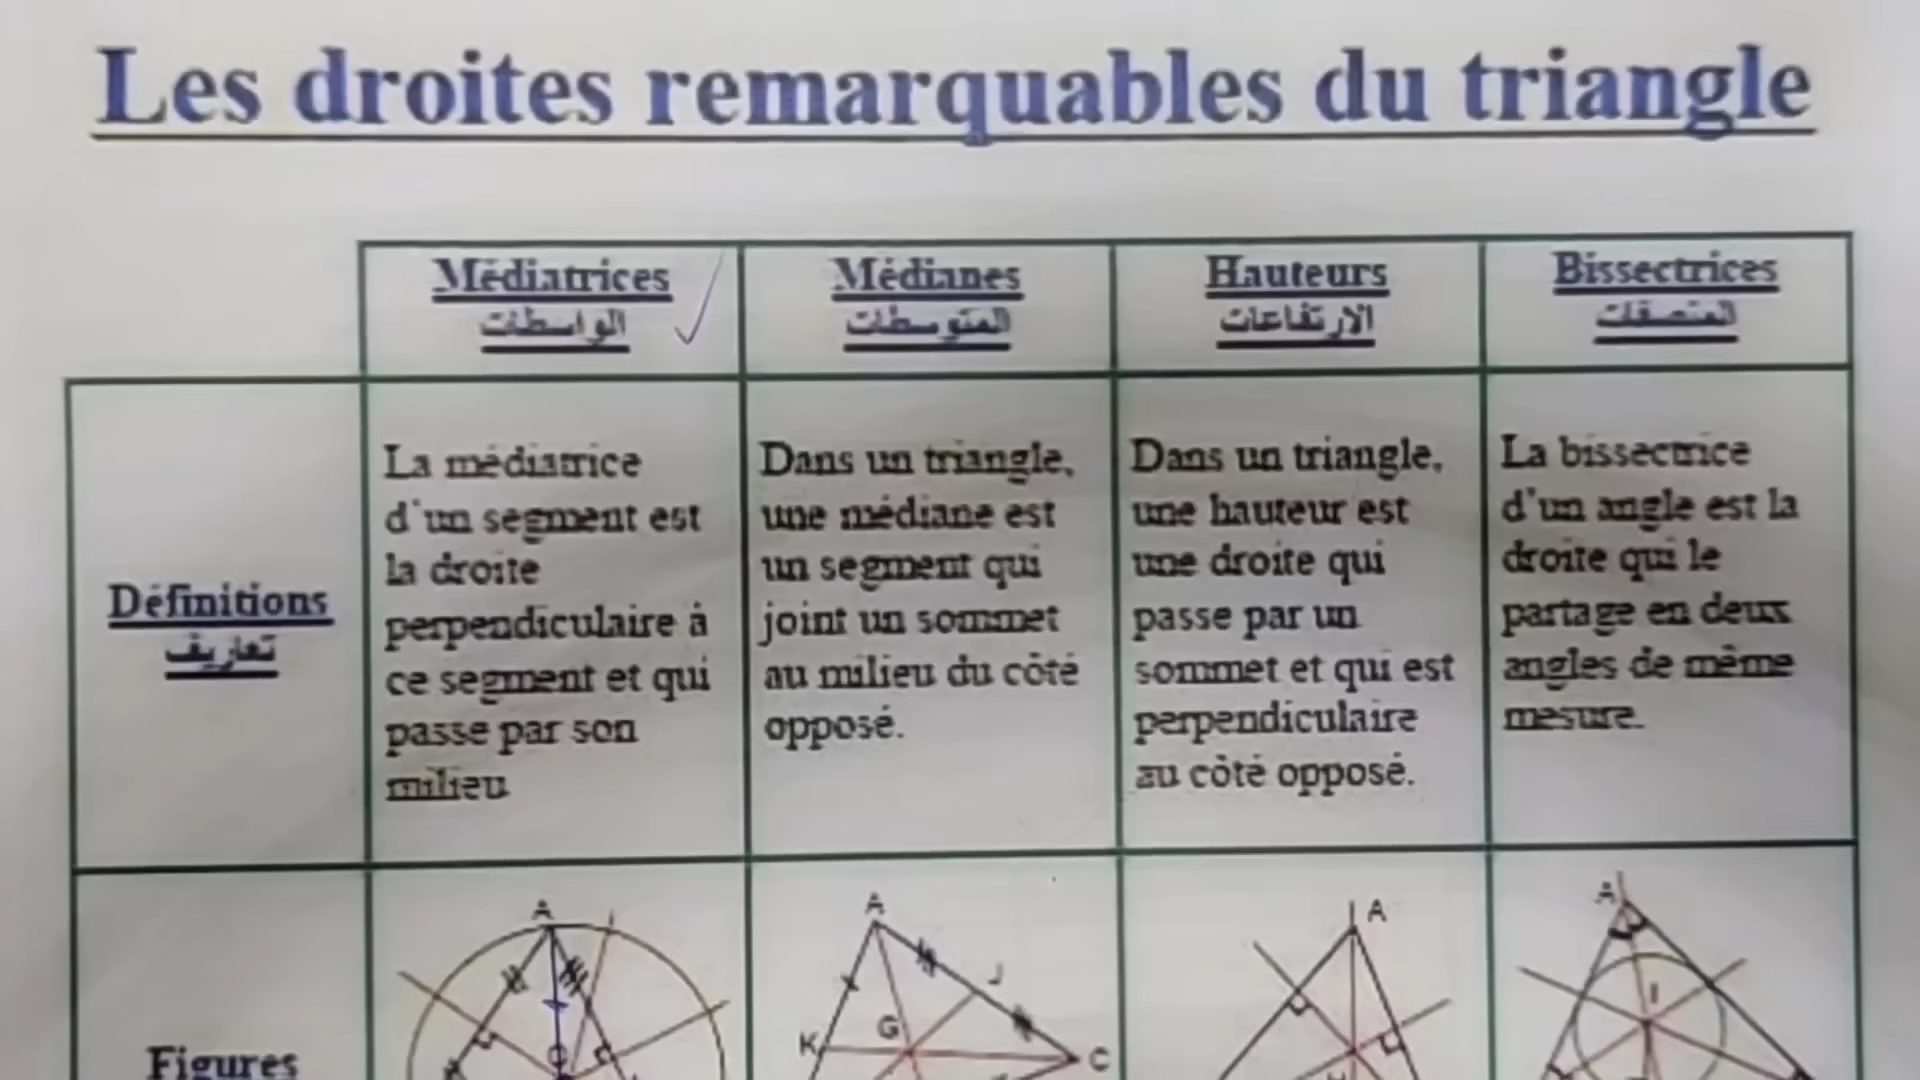 Les droites remarquables du triangle
Médiatrices
الواسطات
Médianes
المتوسطات
Hauteurs
الارتفاعات
Bissectrices
المنصفات
Définitions
تعاريف
La médiatrice
d'un segment est
la droite
perpendiculaire à
ce segment et qui
passe par son
milieu
Dans un triangle,
une médiane est
un segment qui
joint un sommet
au milieu du côté
opposé.
Dans un triangle,
une hauteur est
une droite qui
passe par un
sommet et qui est
perpendiculaire
au côté opposé.
La bissectrice
d'un angle est la
droite qui le
partage en deux
angles de même
mesure.
Figures
A
A
J
G
K
C
A
A
I